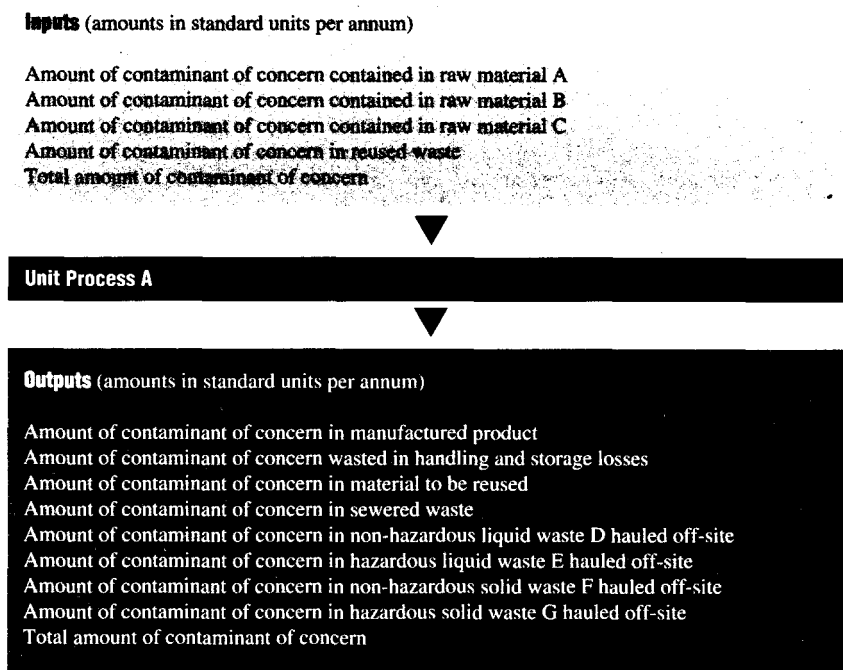 Inputs (amounts in standard units per annum)
Amount of contaminant of concern contained in raw material A
Amount of contaminant of concern contained in raw material B
Amount of contaminant of concern contained in raw material C
Amount of contaminant of concern in reused waste
Total amount of contaminant of concern
Unit Process A
Outputs (amounts in standard units per annum)
Amount of contaminant of concern in manufactured product
Amount of contaminant of concern wasted in handling and storage losses
Amount of contaminant of concern in material to be reused
Amount of contaminant of concern in sewered waste
Amount of contaminant of concern in non-hazardous liquid waste D hauled off-site
Amount of contaminant of concern in hazardous liquid waste E hauled off-site
Amount of contaminant of concern in non-hazardous solid waste F hauled off-site
Amount of contaminant of concern in hazardous solid waste G hauled off-site
Total amount of contaminant of concern